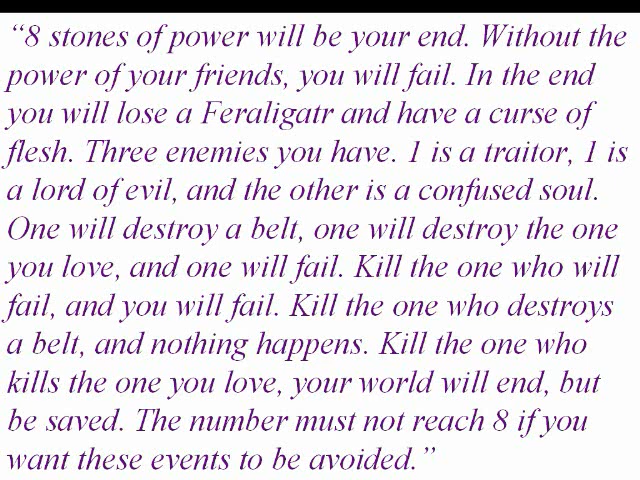 “8 stones of power will be your end. Without the
power of your friends, you will fail. In the end
you will lose a Feraligatr and have a curse of
flesh. Three enemies you have. 1 is a traitor, 1 is
a lord of evil, and the other is a confused soul.
One will destroy a belt, one will destroy the one
you love, and one will fail. Kill the one who will
fail, and you will fail. Kill the one who destroys
a belt, and nothing happens. Kill the one who
kills the one you love, your world will end, but
be saved. The number must not reach 8 if you
want these events to be avoided.”